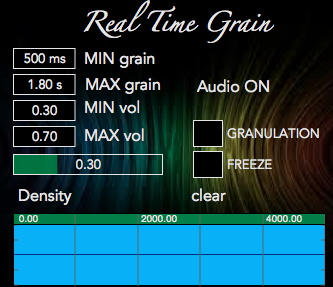 Real Time Grain
500 ms MIN grain
1.80 s MAX grain
Audio ON
0.30 MIN vol
0.70 MAX vol
GRANULATION
0.30
FREEZE
Density
clear
0.00 2000.00 4000.00